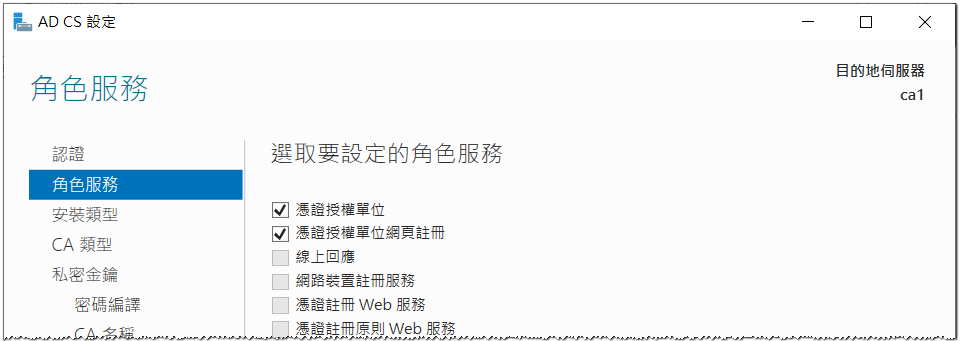 AD CS 設定
角色服務
目的地伺服器
ca1
認證
角色服務
安裝類型
CA 類型
私密金鑰
密碼編譯
CA 名稱
選取要設定的角色服務
憑證授權單位
憑證授權單位網頁註冊
線上回應
網路裝置註冊服務
憑證註冊 Web 服務
憑證註冊原則 Web 服務